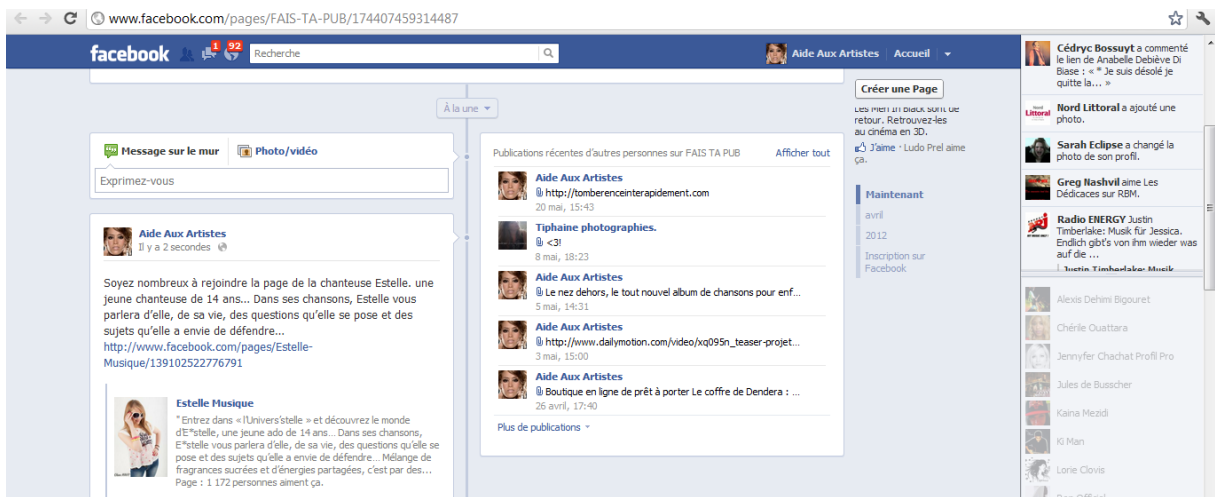 www.facebook.com/pages/FAIS-TA-PUB/174407459314487
facebook
1
92
Recherche
Aide Aux Artistes
Accueil
À la une
Message sur le mur
Photo/vidéo
Exprimez-vous
Aide Aux Artistes
Il y a 2 secondes
Soyez nombreux à rejoindre la page de la chanteuse Estelle. une
jeune chanteuse de 14 ans... Dans ses chansons, Estelle vous
parlera d'elle, de sa vie, des questions qu'elle se pose et des
sujets qu'elle a envie de défendre...
http://www.facebook.com/pages/Estelle-
Musique/139102522776791
Estelle Musique
"Entrez dans «l'Univers'stelle » et découvrez le monde
d'E*stelle, une jeune ado de 14 ans... Dans ses chansons,
E*stelle vous parlera d'elle, de sa vie, des questions qu'elle se
pose et des sujets qu'elle a envie de défendre... Mélange de
fragrances sucrées et d'énergies partagées, c'est par des...
Page : 1 172 personnes aiment ça.
Publications récentes d'autres personnes sur FAIS TA PUB
Afficher tout
Aide Aux Artistes
http://tomberenceinterapidement.com
20 mai, 15:43
Tiphaine photographies.
<3!
8 mai, 18:23
Aide Aux Artistes
Le nez dehors, le tout nouvel album de chansons pour enf...
5 mai, 14:31
Aide Aux Artistes
http://www.dailymotion.com/video/xq095n_teaser-projet...
3 mai, 15:00
Aide Aux Artistes
Boutique en ligne de prêt à porter Le coffre de Dendera : ...
26 avril, 17:40
Plus de publications
Créer une Page
Les Men In Black sont de
retour. Retrouvez-les
au cinéma en 3D.
J'aime · Ludo Prel aime
ça.
Maintenant
avril
2012
Inscription sur
Facebook
Cédryc Bossuyt a commenté
le lien de Anabelle Debiève Di
Biase : « " Je suis désolé je
quitte la... »
Nord Littoral a ajouté une
photo.
Sarah Eclipse a changé la
photo de son profil.
Greg Nashvil aime Les
Dédicaces sur RBM.
Radio ENERGY Justin
Timberlake: Musik für Jessica.
Endlich gibt's von ihm wieder was
auf die ...
Justin Timberlake: Musik
Alexis Dehimi Bigouret
Chérile Ouattara
Jennyfer Chachat Profil Pro
Jules de Busscher
Kaina Mezidi
Ki Man
Lorie Clovis